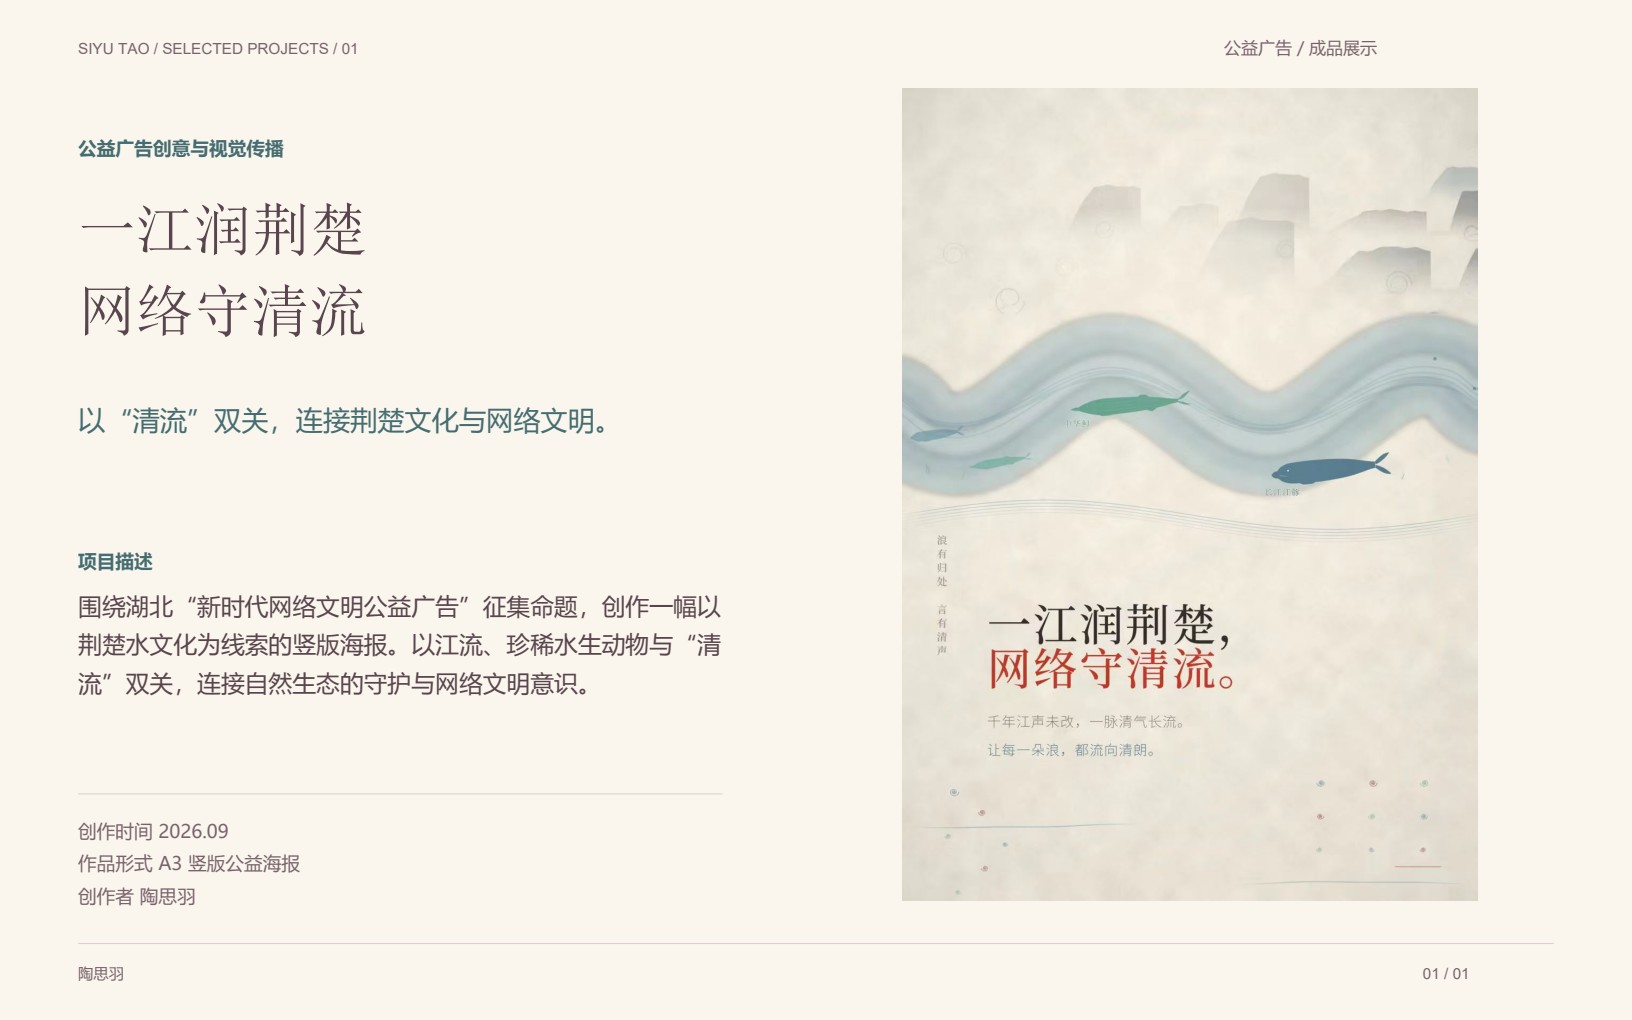 SIYU TAO / SELECTED PROJECTS / 01
公益广告 / 成品展示
公益广告创意与视觉传播
一江润荆楚
网络守清流
以“清流”双关，连接荆楚文化与网络文明。
项目描述
围绕湖北“新时代网络文明公益广告”征集命题，创作一幅以
荆楚水文化为线索的竖版海报。以江流、珍稀水生动物与“清
流”双关，连接自然生态的守护与网络文明意识。
创作时间 2026.09
作品形式 A3 竖版公益海报
创作者 陶思羽
浪有归处 言有清声
一江润荆楚，
网络守清流。
千年江声未改，一脉清气长流。
让每一朵浪，都流向清朗。
陶思羽
01 / 01